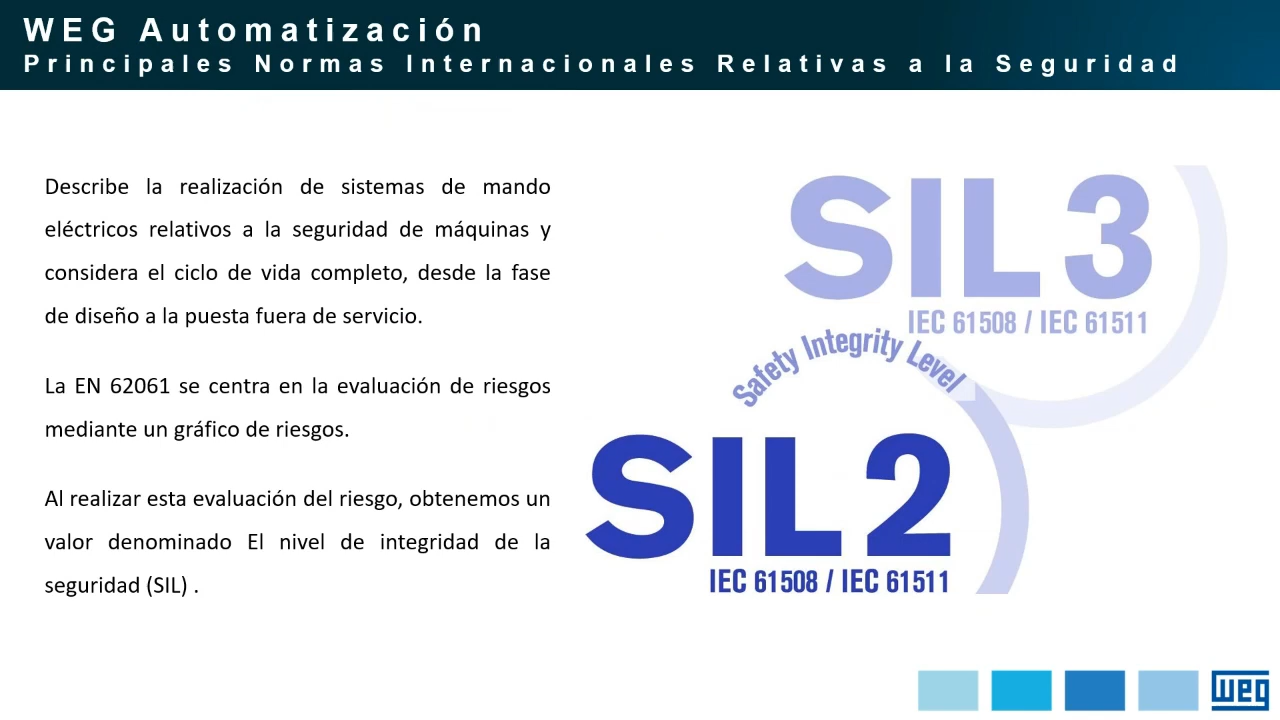 WEG Automatización
Principales Normas Internacionales Relativas a la Seguridad
Describe la realización de sistemas de mando
eléctricos relativos a la seguridad de máquinas y
considera el ciclo de vida completo, desde la fase
de diseño a la puesta fuera de servicio.
La EN 62061 se centra en la evaluación de riesgos
mediante un gráfico de riesgos.
Al realizar esta evaluación del riesgo, obtenemos un
valor denominado El nivel de integridad de la
seguridad (SIL) .
SIL 3
IEC 61508 / IEC 61511
Safety Integrity Level
SIL 2
IEC 61508 / IEC 61511
weg